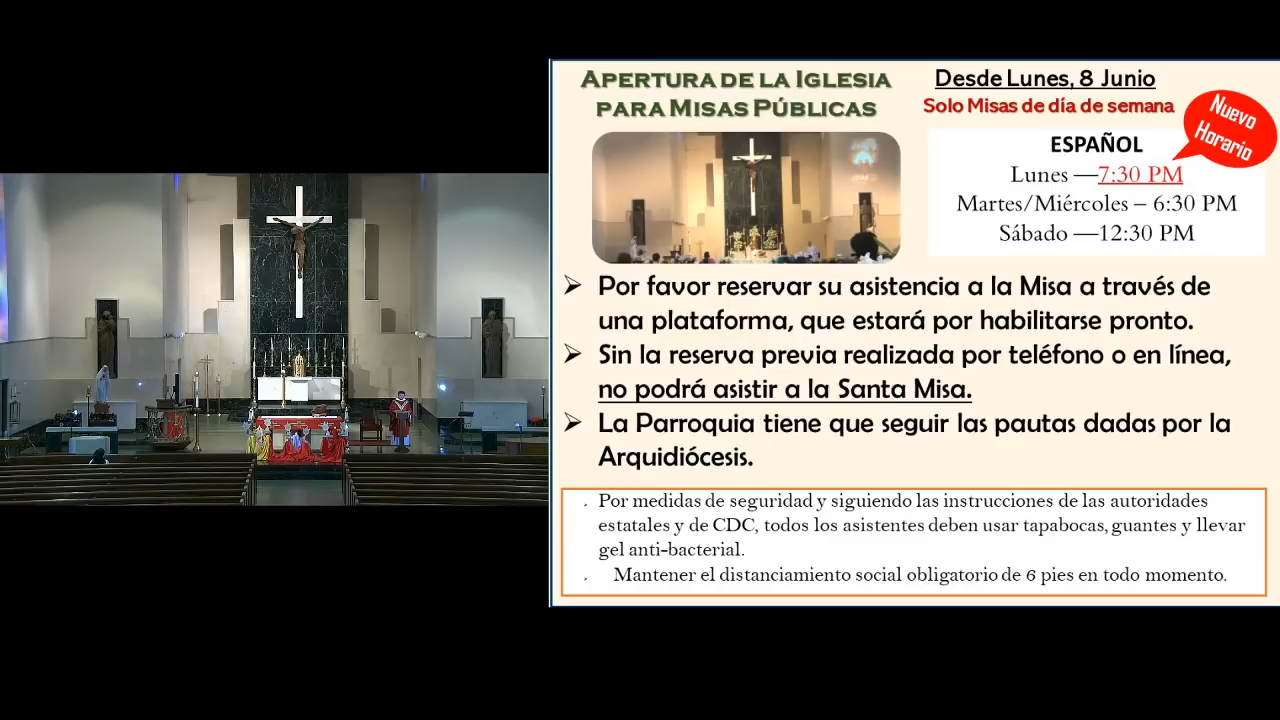 APERTURA DE LA IGLESIA
PARA MISAS PÚBLICAS
Desde Lunes, 8 Junio
Solo Misas de día de semana
Nuevo
Horario
ESPAÑOL
Lunes —7:30 PM
Martes/Miércoles – 6:30 PM
Sábado —12:30 PM
Por favor reservar su asistencia a la Misa a través de
una plataforma, que estará por habilitarse pronto.
Sin la reserva previa realizada por teléfono o en línea,
no podrá asistir a la Santa Misa.
La Parroquia tiene que seguir las pautas dadas por la
Arquidiócesis.
Por medidas de seguridad y siguiendo las instrucciones de las autoridades
estatales y de CDC, todos los asistentes deben usar tapabocas, guantes y llevar
gel anti-bacterial.
Mantener el distanciamiento social obligatorio de 6 pies en todo momento.